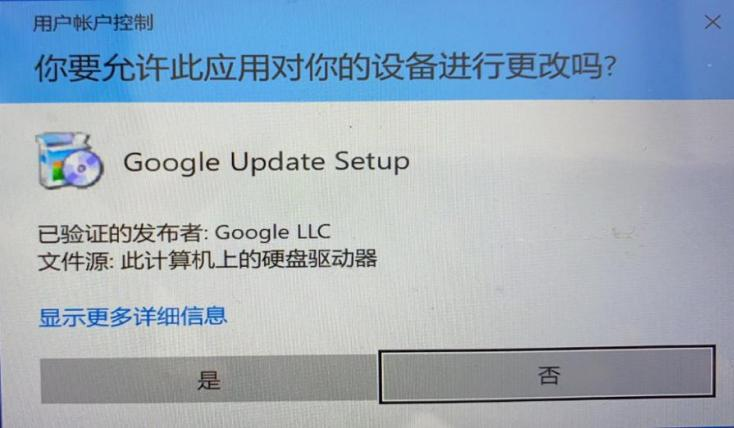 用户帐户控制
你要允许此应用对你的设备进行更改吗?
Google Update Setup
已验证的发布者: Google LLC
文件源: 此计算机上的硬盘驱动器
显示更多详细信息
是
否